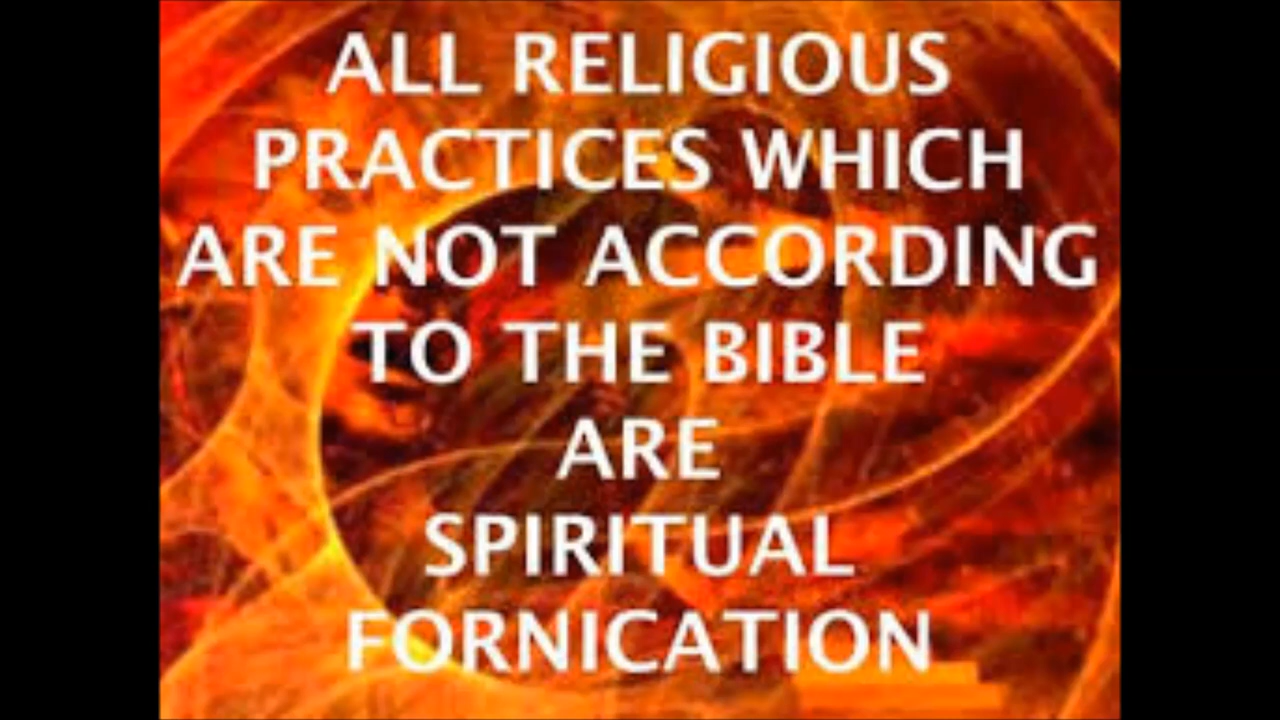 ALL RELIGIOUS
PRACTICES WHICH
ARE NOT ACCORDING
TO THE BIBLE
ARE
SPIRITUAL
FORNICATION